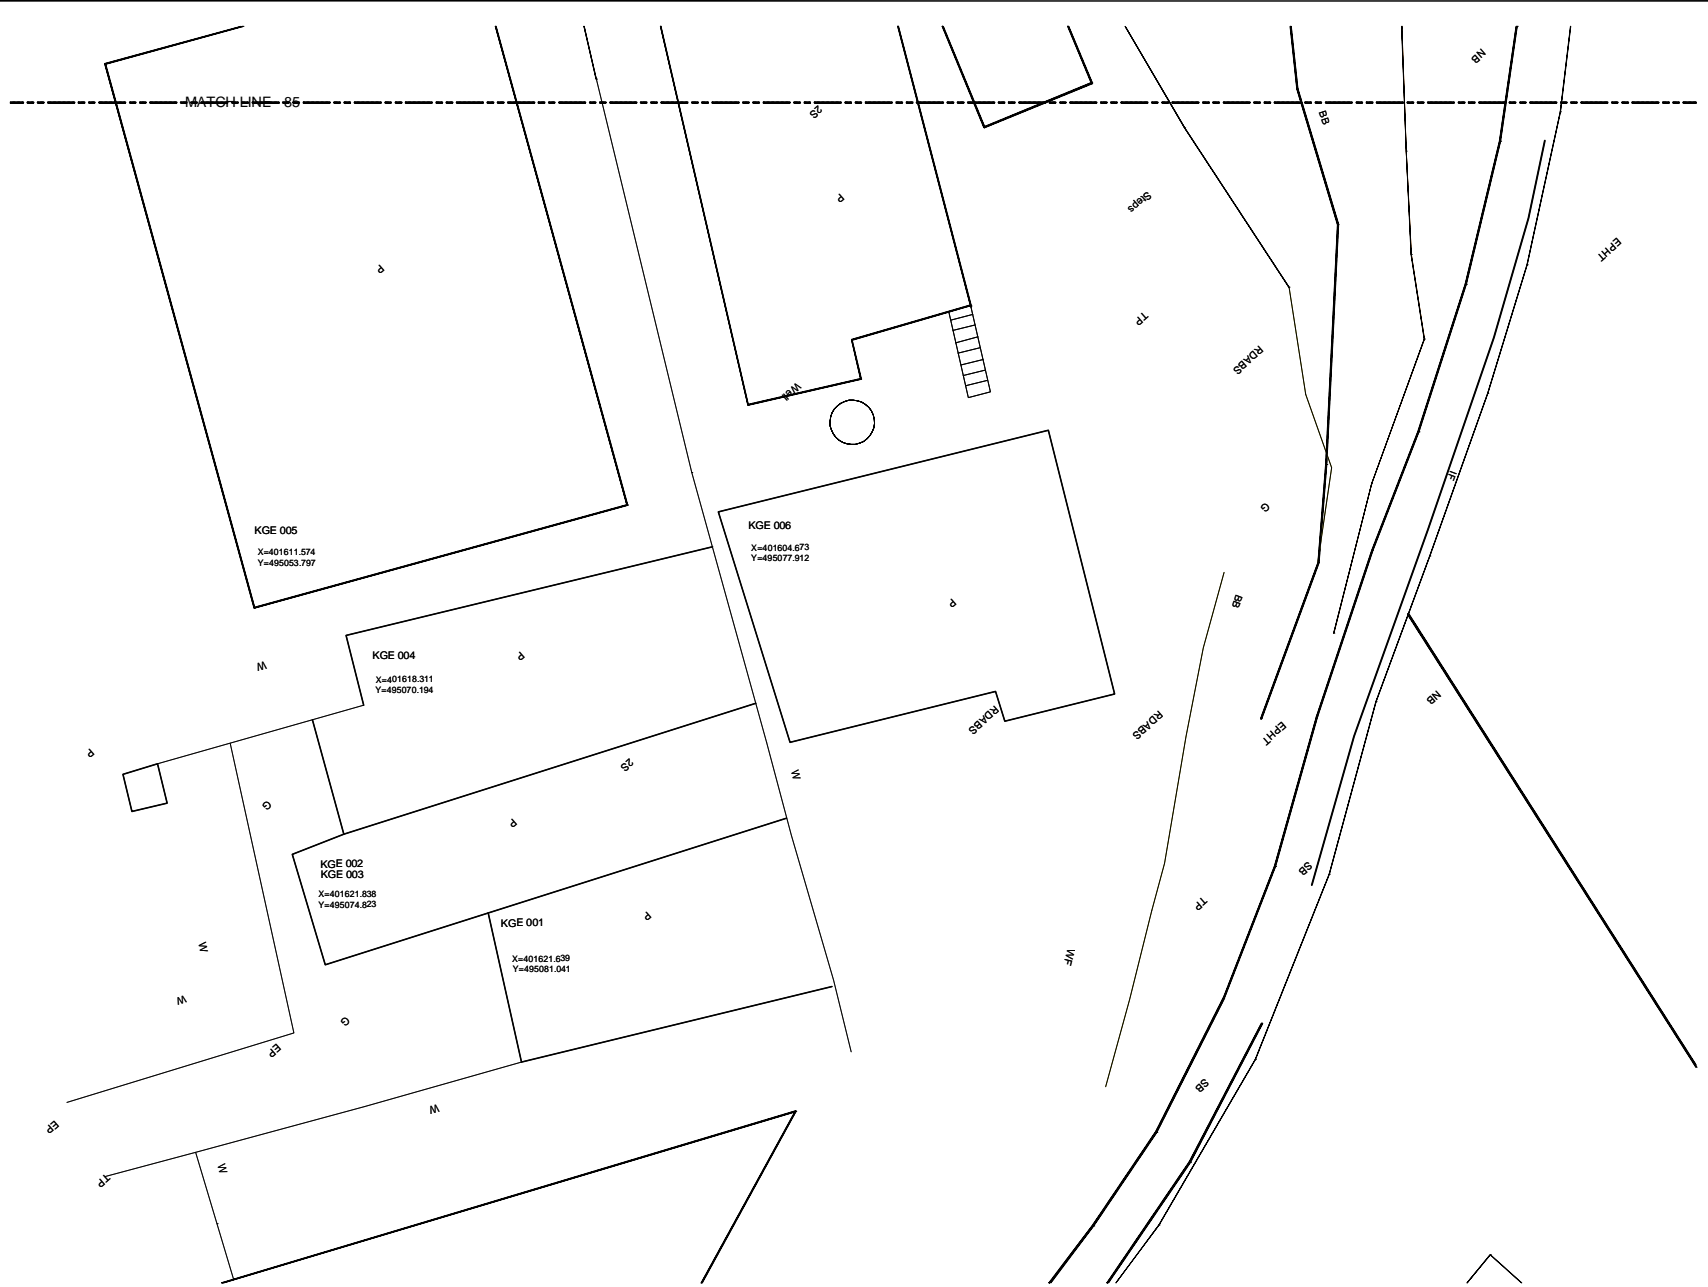 NB
MATCH LINE 85
2S
BB
P
Steps
EPHT
P
TP
RDABS
Well
IF
G
KGE 005
X=401611.574
Y=495053.797
KGE 006
X=401604.673
Y=495077.912
P
BB
W
KGE 004
X=401618.311
Y=495070.194
P
NB
RDABS
RDABS
EPHT
P
2S
W
G
P
KGE 002
KGE 003
X=401621.838
Y=495074.823
SB
TP
P
KGE 001
X=401621.639
Y=495081.041
W
WF
W
G
EP
SB
W
EP
W
TP